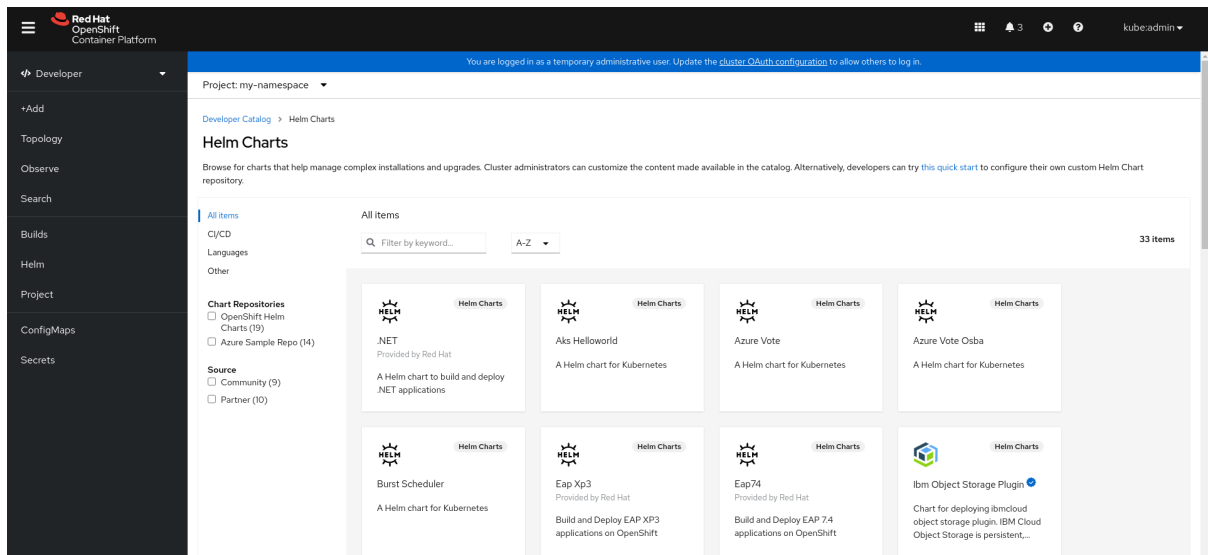 Red Hat
OpenShift
Container Platform
3
kube:admin
Developer
You are logged in as a temporary administrative user. Update the cluster OAuth configuration to allow others to log in.
Project: my-namespace
+Add
Topology
Observe
Search
Builds
Helm
Project
ConfigMaps
Secrets
Developer Catalog > Helm Charts
Helm Charts
Browse for charts that help manage complex installations and upgrades. Cluster administrators can customize the content made available in the catalog. Alternatively, developers can try this quick start to configure their own custom Helm Chart
repository.
All items
CI/CD
Languages
Other
Chart Repositories
OpenShift Helm
Charts (19)
Azure Sample Repo (14)
Source
Community (9)
Partner (10)
All items
Filter by keyword...
A-Z
33 items
HELM
Helm Charts
.NET
Provided by Red Hat
A Helm chart to build and deploy
.NET applications
HELM
Helm Charts
Aks Helloworld
A Helm chart for Kubernetes
HELM
Helm Charts
Azure Vote
A Helm chart for Kubernetes
HELM
Helm Charts
Azure Vote Osba
A Helm chart for Kubernetes
HELM
Helm Charts
Burst Scheduler
A Helm chart for Kubernetes
HELM
Helm Charts
Eap Xp3
Provided by Red Hat
Build and Deploy EAP XP3
applications on OpenShift
HELM
Helm Charts
Eap74
Provided by Red Hat
Build and Deploy EAP 7.4
applications on OpenShift
Helm Charts
Ibm Object Storage Plugin
Chart for deploying ibmcloud
object storage plugin. IBM Cloud
Object Storage is persistent,...